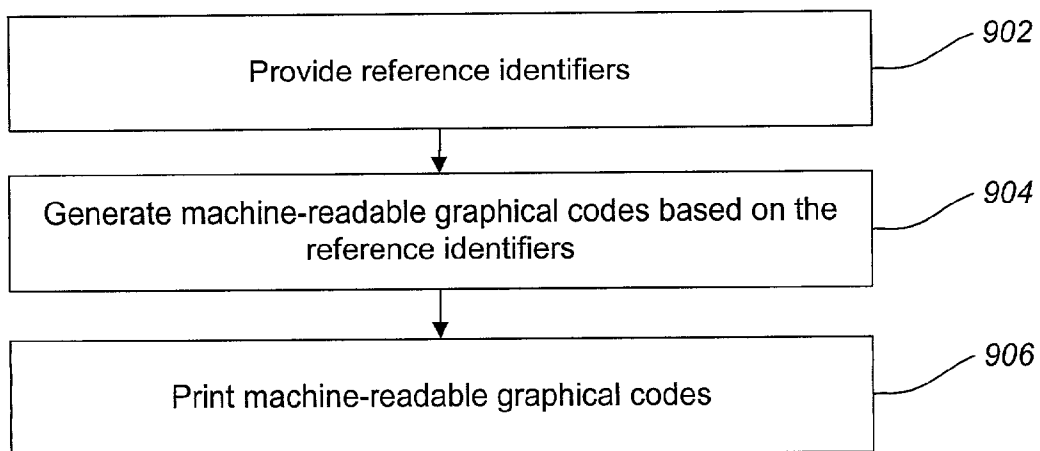 902
Provide reference identifiers
904
Generate machine-readable graphical codes based on the
reference identifiers
906
Print machine-readable graphical codes